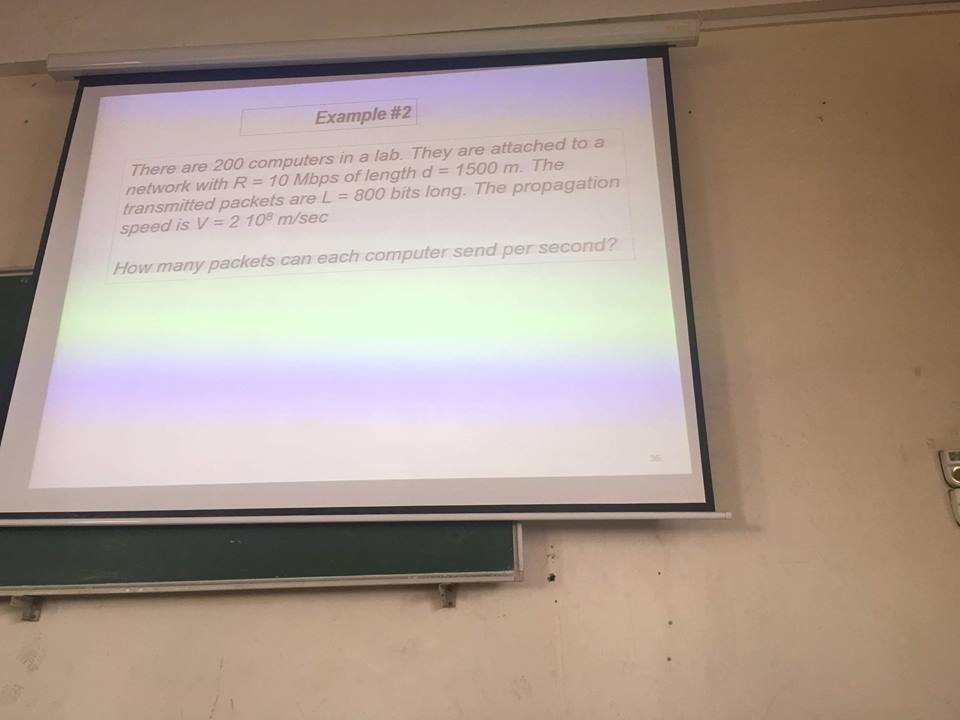 Example #2
There are 200 computers in a lab. They are attached to a
network with R = 10 Mbps of length d = 1500 m. The
transmitted packets are L = 800 bits long. The propagation
speed is V = 2 10⁸ m/sec
How many packets can each computer send per second?
36